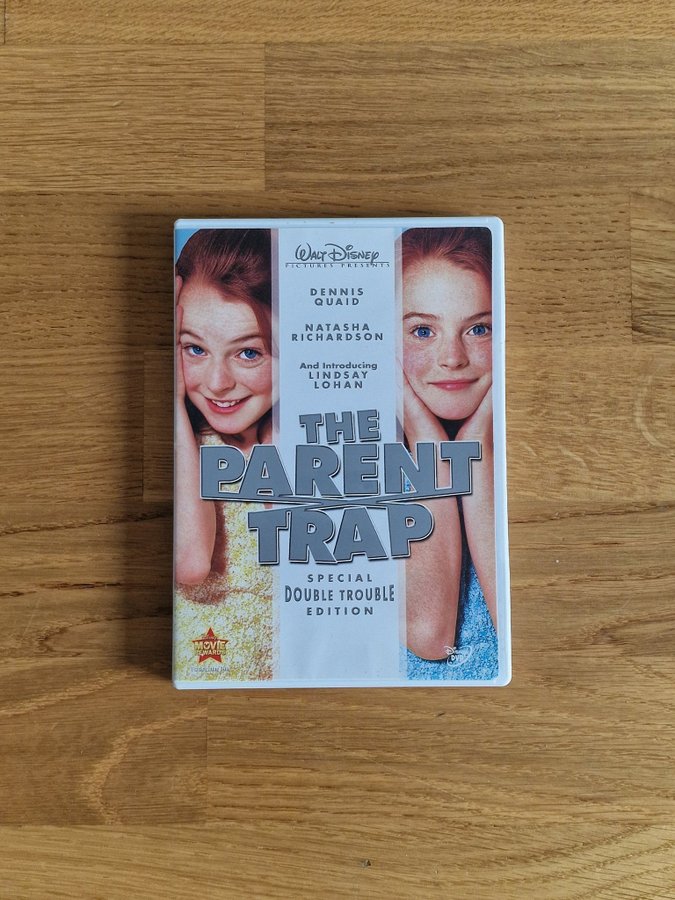 WALT DISNEY
PICTURES PRESENTS
DENNIS
QUAID
NATASHA
RICHARDSON
And Introducing
LINDSAY
LOHAN
THE
PARENT
TRAP
SPECIAL
DOUBLE TROUBLE
EDITION
MOVIE
REWARDS
Disney
DVD